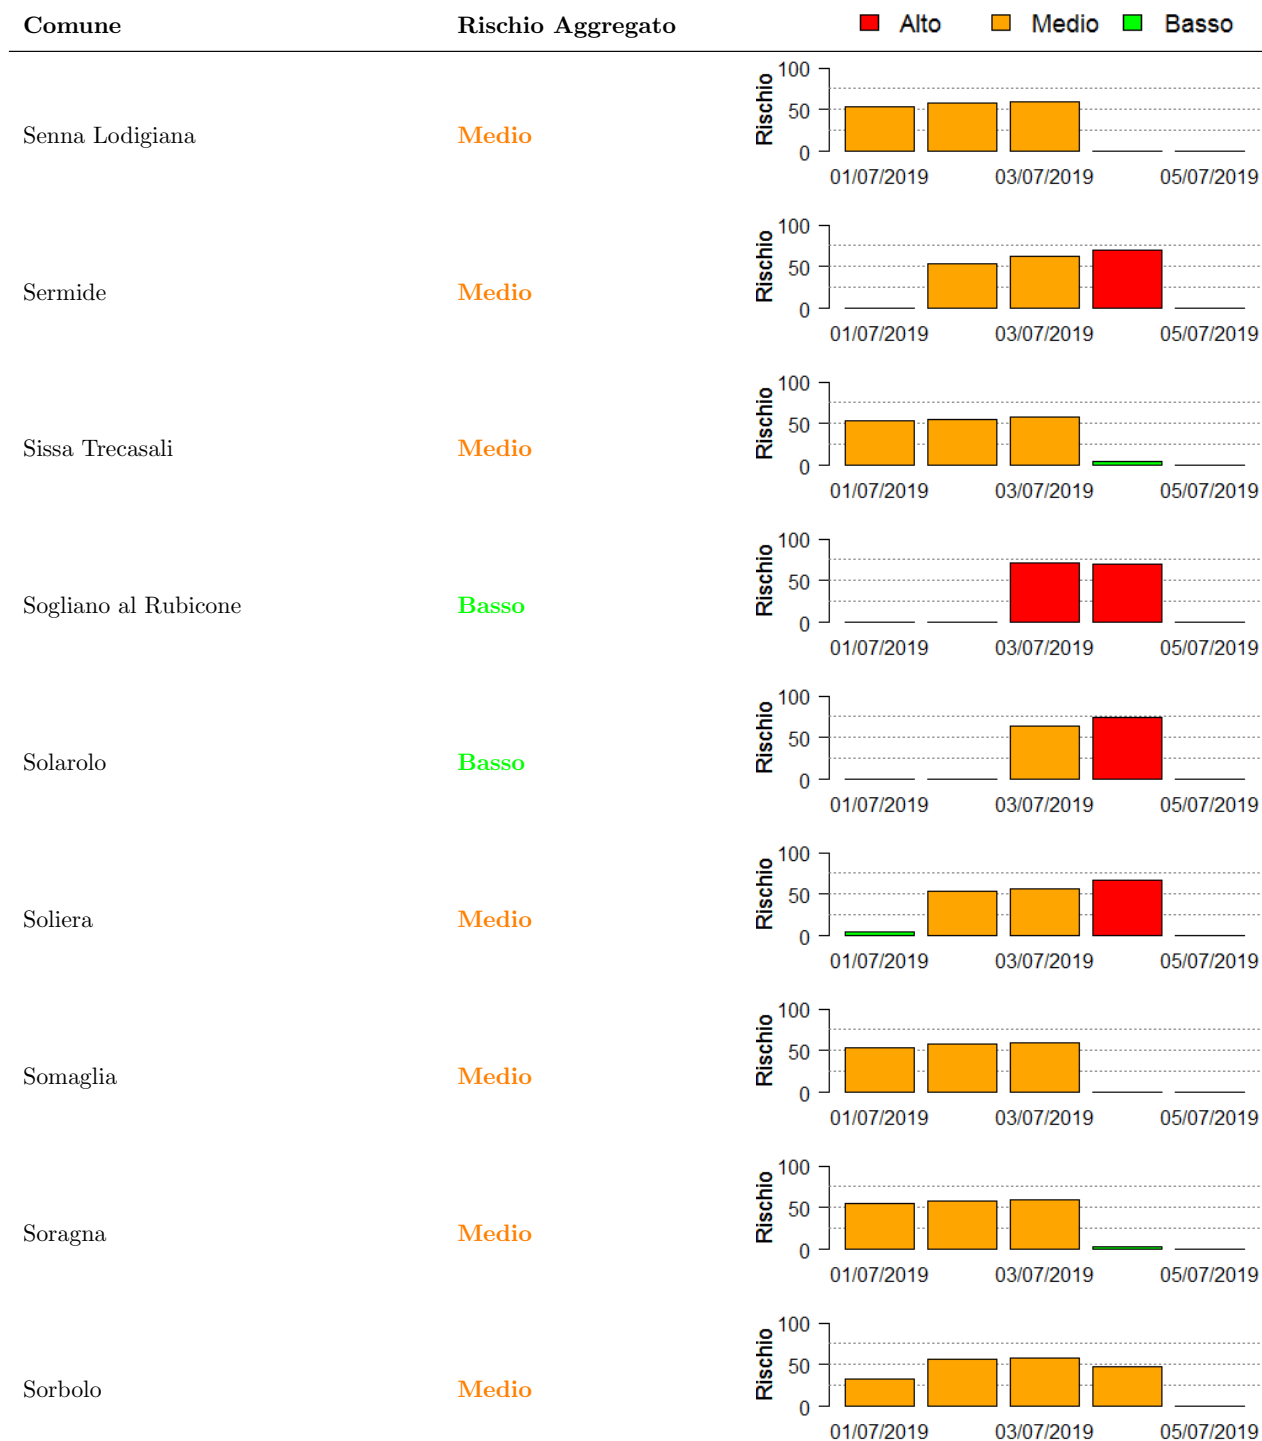 Comune Rischio Aggregato Alto Medio Basso
Senna Lodigiana Medio Rischio 100 50 0
01/07/2019 03/07/2019 05/07/2019
Sermide Medio Rischio 100 50 0
01/07/2019 03/07/2019 05/07/2019
Sissa Trecasali Medio Rischio 100 50 0
01/07/2019 03/07/2019 05/07/2019
Sogliano al Rubicone Basso Rischio 100 50 0
01/07/2019 03/07/2019 05/07/2019
Solarolo Basso Rischio 100 50 0
01/07/2019 03/07/2019 05/07/2019
Soliera Medio Rischio 100 50 0
01/07/2019 03/07/2019 05/07/2019
Somaglia Medio Rischio 100 50 0
01/07/2019 03/07/2019 05/07/2019
Soragna Medio Rischio 100 50 0
01/07/2019 03/07/2019 05/07/2019
Sorbolo Medio Rischio 100 50 0
01/07/2019 03/07/2019 05/07/2019